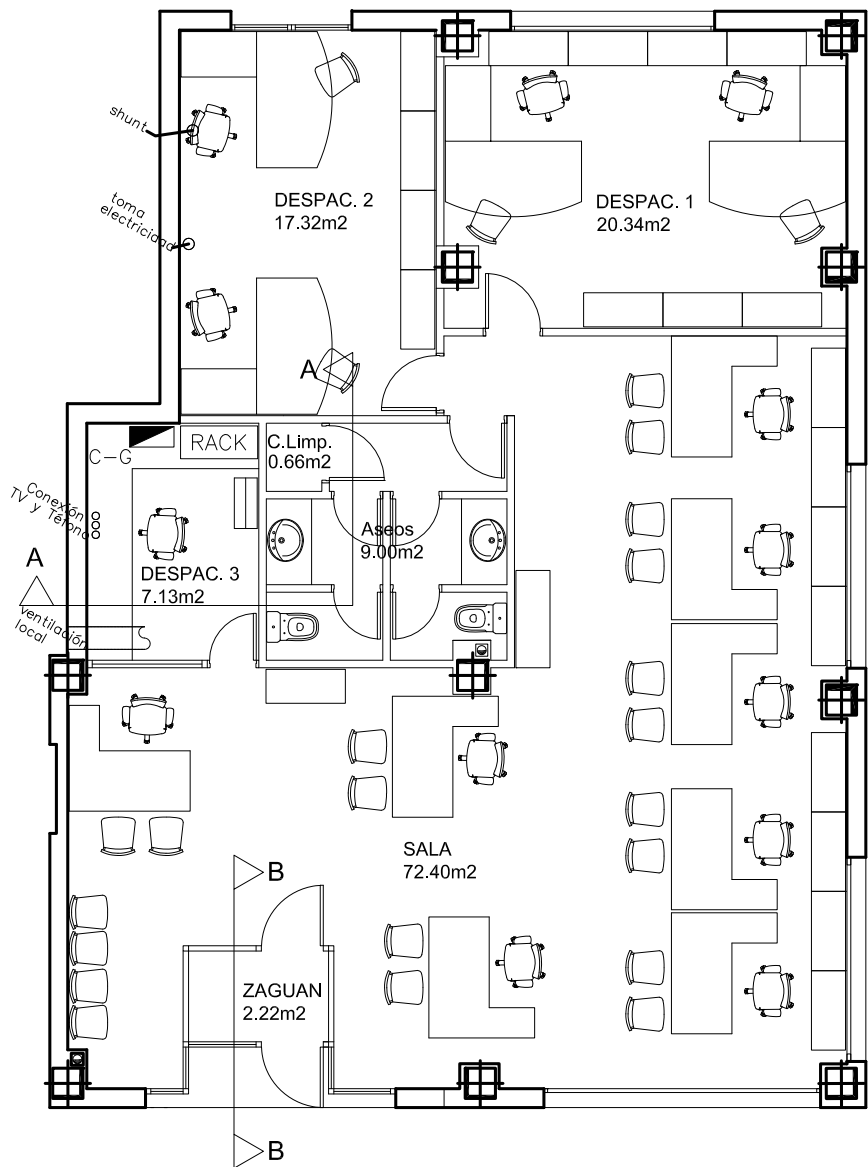 shunt
toma
electricidad
DESPAC. 2
17.32m2
DESPAC. 1
20.34m2
A
RACK
C-G
C.Limp.
0.66m2
Conexión
TV y Téfono
Aseos
9.00m2
A
DESPAC. 3
7.13m2
ventilación
local
SALA
72.40m2
B
ZAGUAN
2.22m2
B